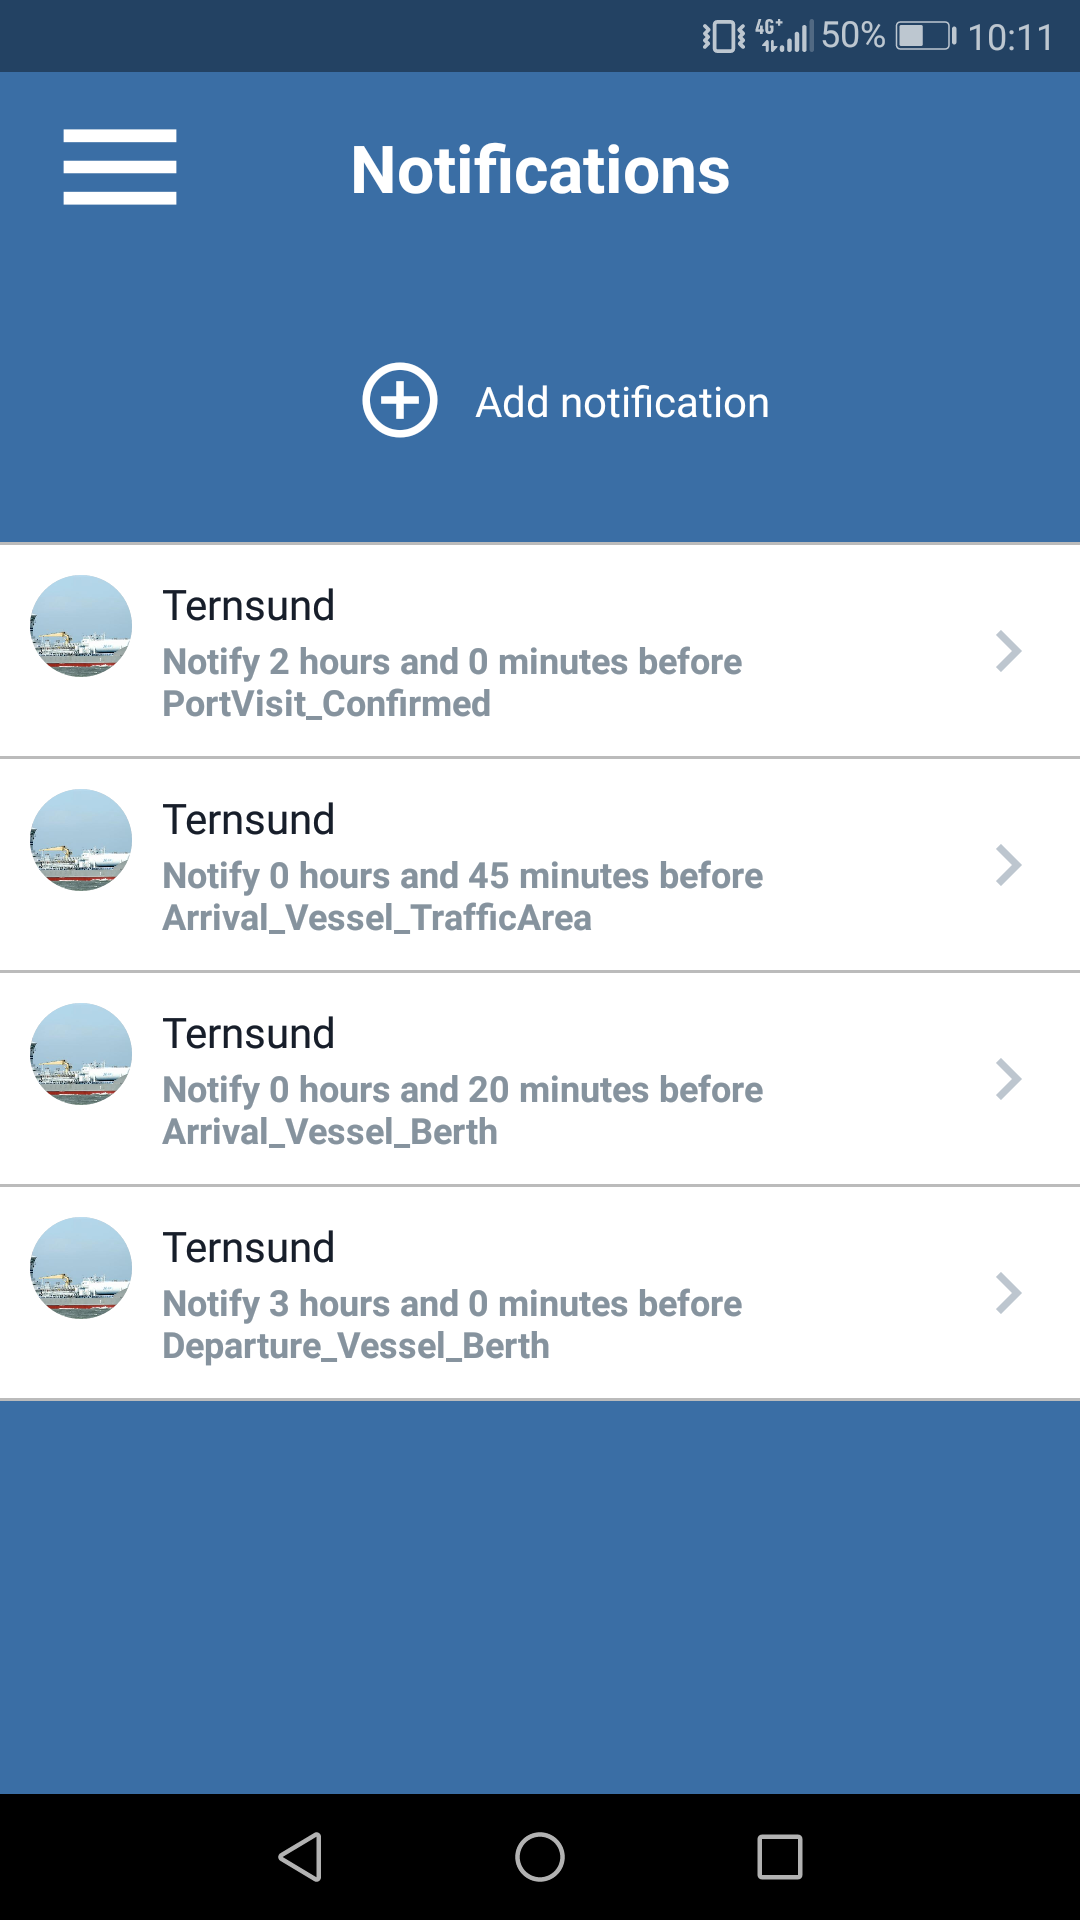 4G+ 50% 10:11
Notifications
Add notification
Ternsund
Notify 2 hours and 0 minutes before
PortVisit_Confirmed
Ternsund
Notify 0 hours and 45 minutes before
Arrival_Vessel_TrafficArea
Ternsund
Notify 0 hours and 20 minutes before
Arrival_Vessel_Berth
Ternsund
Notify 3 hours and 0 minutes before
Departure_Vessel_Berth